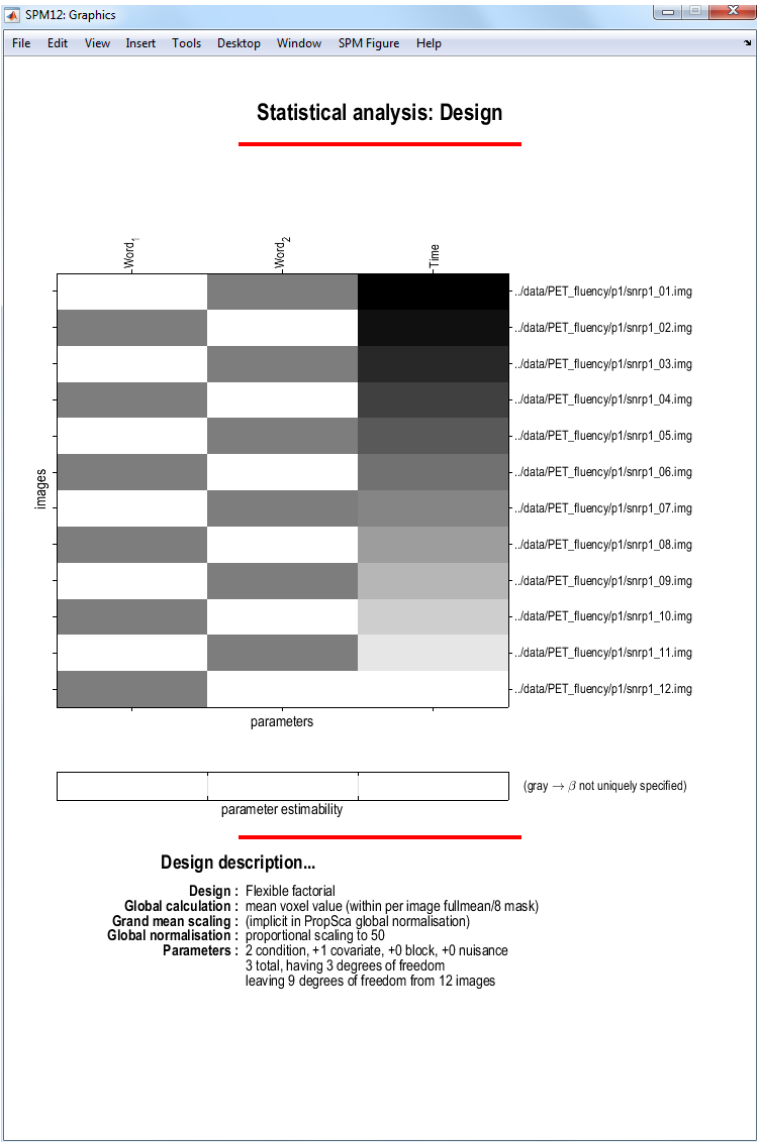 SPM12: Graphics
File Edit View Insert Tools Desktop Window SPM Figure Help
Statistical analysis: Design
Word1
Word2
Time
../data/PET_fluency/p1/snrp1_01.img
../data/PET_fluency/p1/snrp1_02.img
../data/PET_fluency/p1/snrp1_03.img
../data/PET_fluency/p1/snrp1_04.img
../data/PET_fluency/p1/snrp1_05.img
../data/PET_fluency/p1/snrp1_06.img
../data/PET_fluency/p1/snrp1_07.img
../data/PET_fluency/p1/snrp1_08.img
../data/PET_fluency/p1/snrp1_09.img
../data/PET_fluency/p1/snrp1_10.img
../data/PET_fluency/p1/snrp1_11.img
../data/PET_fluency/p1/snrp1_12.img
images
parameters
(gray → β not uniquely specified)
parameter estimability
Design description...
Design : Flexible factorial
Global calculation : mean voxel value (within per image fullmean/8 mask)
Grand mean scaling : (implicit in PropSca global normalisation)
Global normalisation : proportional scaling to 50
Parameters : 2 condition, +1 covariate, +0 block, +0 nuisance
3 total, having 3 degrees of freedom
leaving 9 degrees of freedom from 12 images